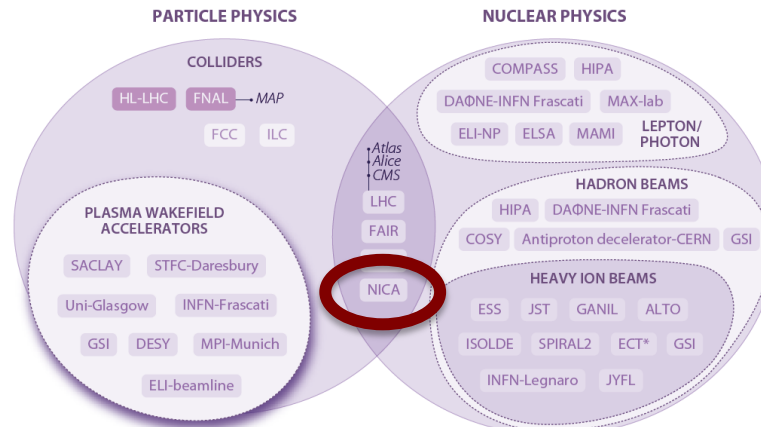 PARTICLE PHYSICS
NUCLEAR PHYSICS
COLLIDERS
HL-LHC FNAL MAP
FCC ILC
PLASMA WAKEFIELD
ACCELERATORS
SACLAY STFC-Daresbury
Uni-Glasgow INFN-Frascati
GSI DESY MPI-Munich
ELI-beamline
Atlas
Alice
CMS
LHC
FAIR
NICA
COMPASS HIPA
DAΦNE-INFN Frascati MAX-lab
ELI-NP ELSA MAMI
LEPTON/
PHOTON
HADRON BEAMS
HIPA DAΦNE-INFN Frascati
COSY Antiproton decelerator-CERN GSI
HEAVY ION BEAMS
ESS JST GANIL ALTO
ISOLDE SPIRAL2 ECT* GSI
INFN-Legnaro JYFL